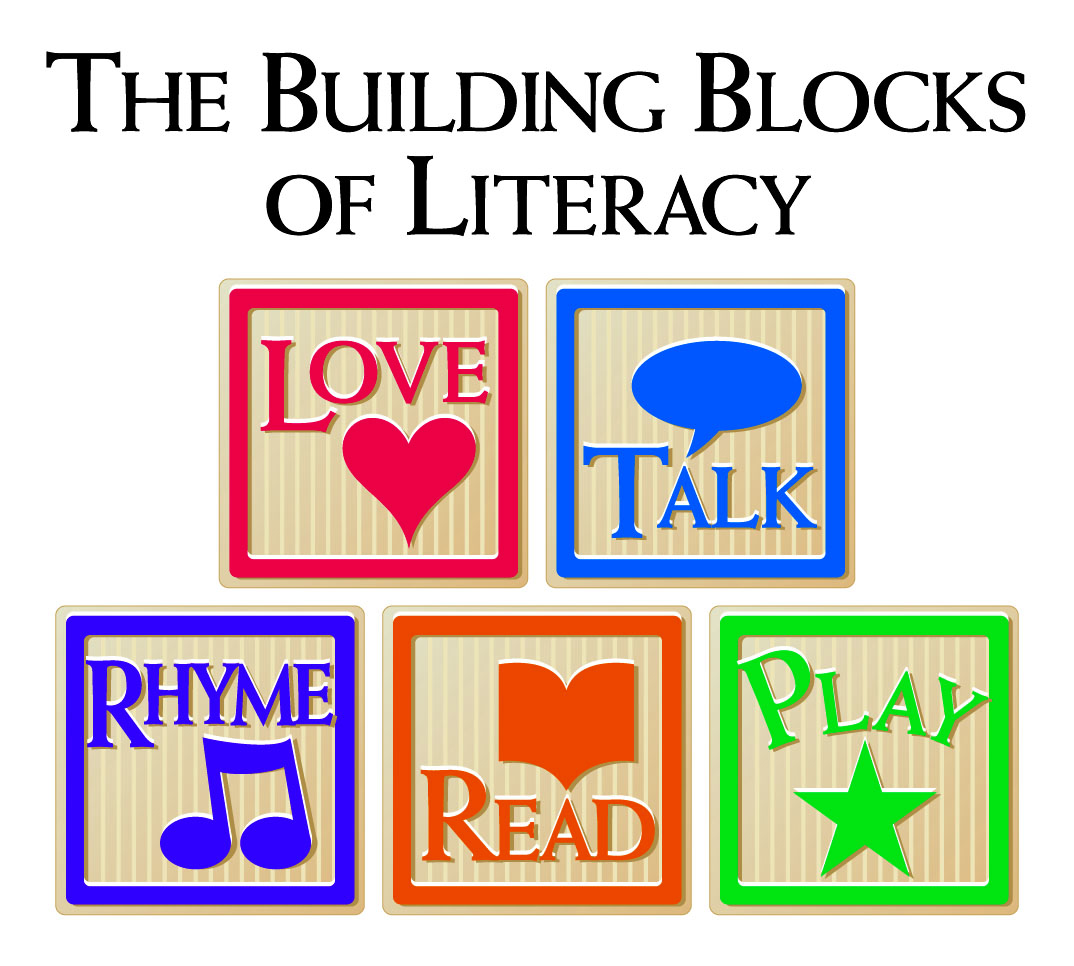 The Building Blocks
of Literacy
Love
Talk
Rhyme
Read
Play